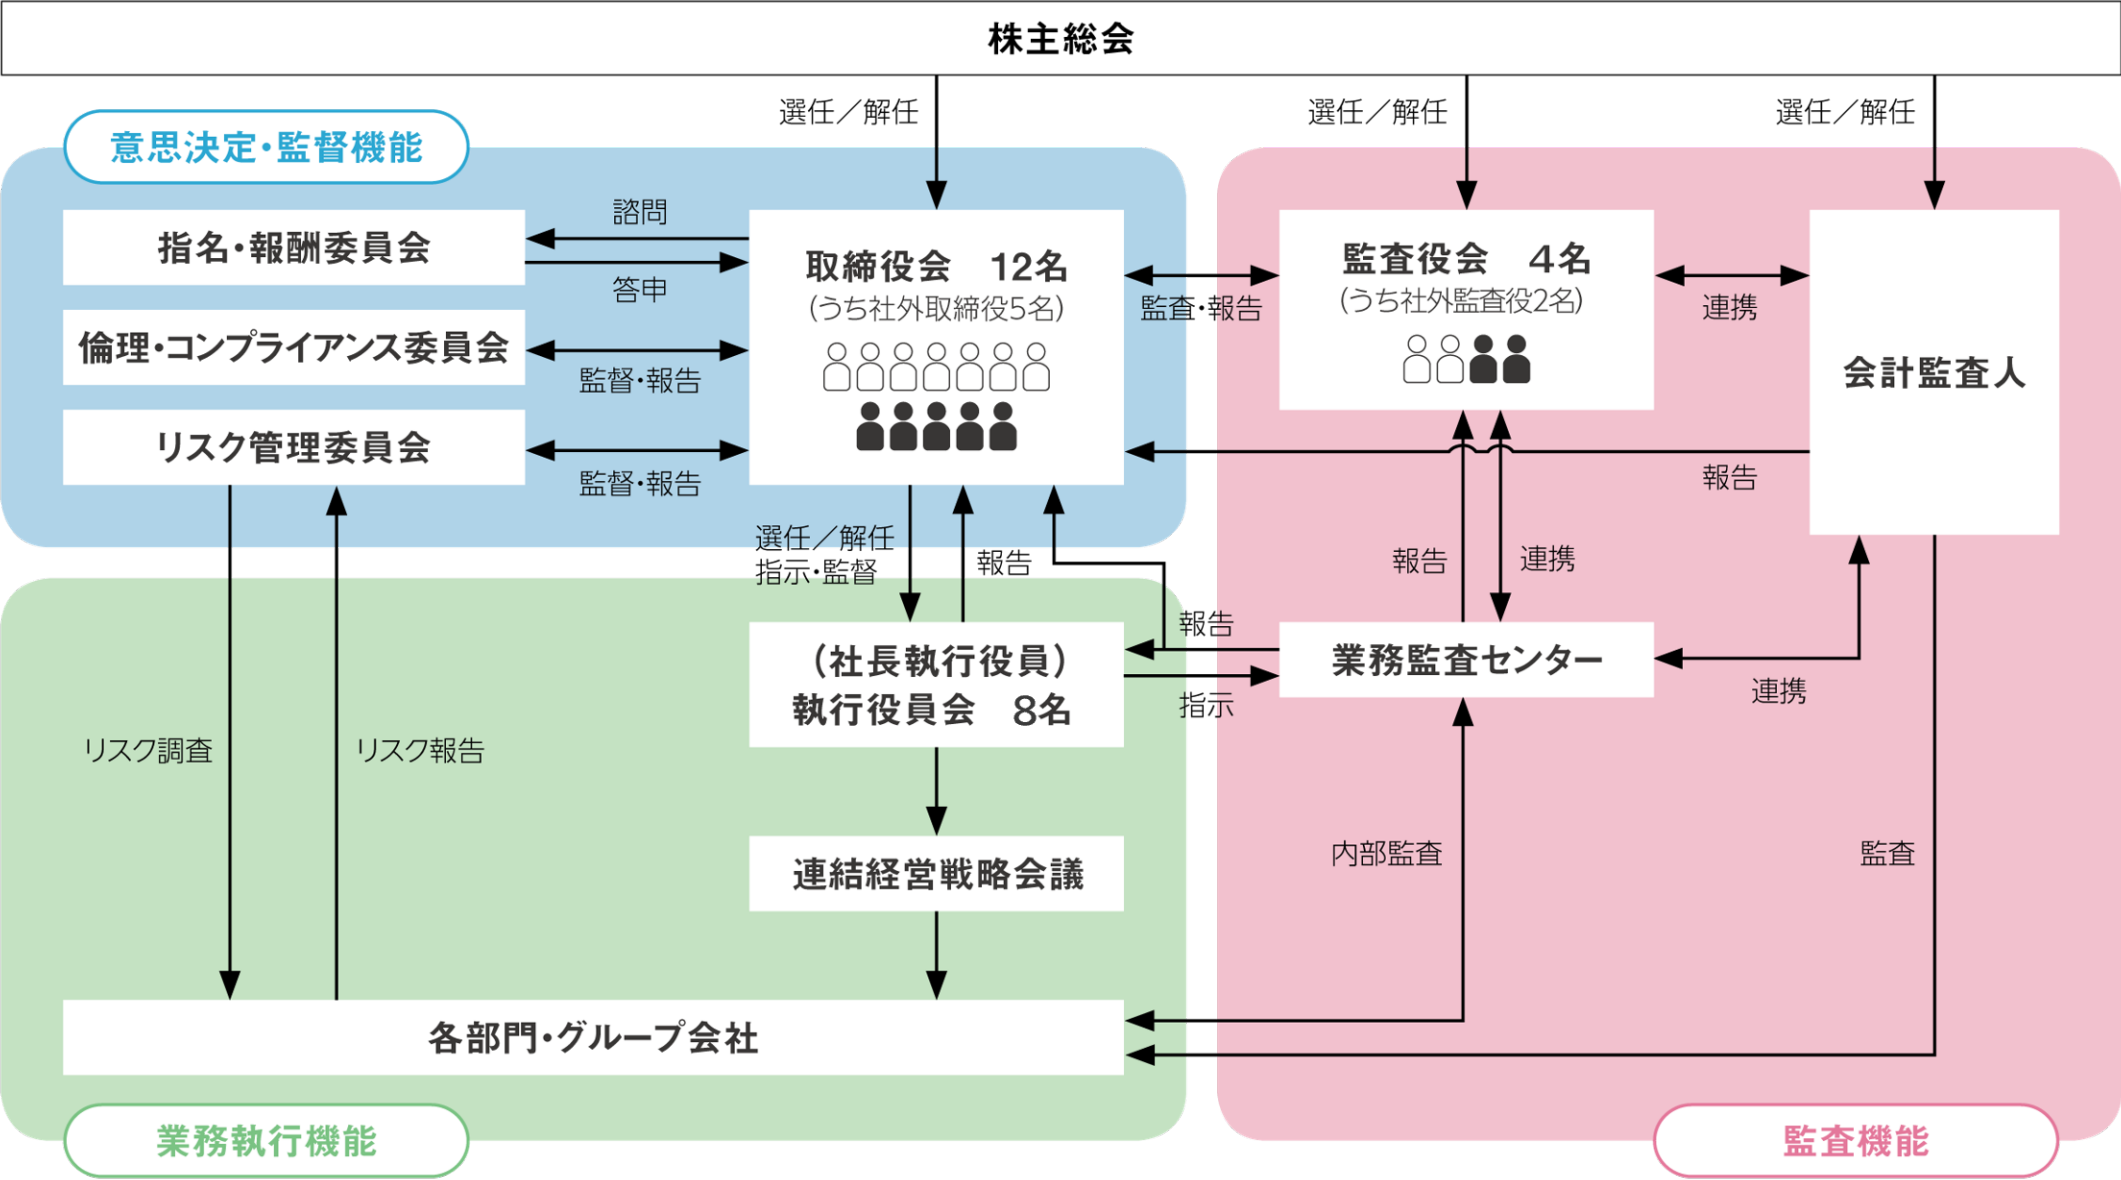 株主総会
選任／解任
選任／解任
選任／解任
意思決定・監督機能
指名・報酬委員会
諮問
答申
倫理・コンプライアンス委員会
監督・報告
リスク管理委員会
監督・報告
取締役会　12名
(うち社外取締役5名)
監査・報告
監査役会　4名
(うち社外監査役2名)
連携
会計監査人
報告
選任／解任
指示・監督
報告
報告
連携
報告
指示
(社長執行役員)
執行役員会　8名
業務監査センター
連携
リスク調査
リスク報告
連結経営戦略会議
内部監査
監査
各部門・グループ会社
業務執行機能
監査機能